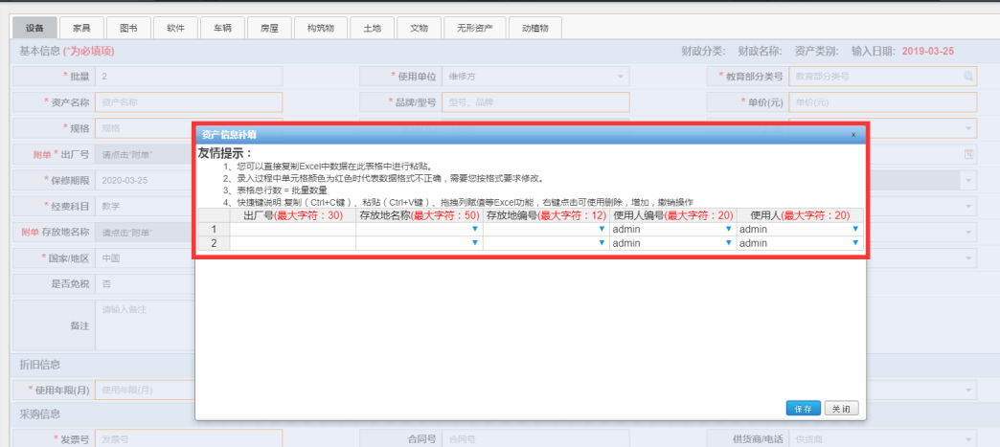 设备 家具 图书 软件 车辆 房屋 构筑物 土地 文物 无形资产 动植物
基本信息 (*为必填项) 财政分类: 财政名称: 资产类别: 输入日期: 2019-03-25
* 批量 2 * 使用单位 维修方 * 教育部分类号 教育部分类号
* 资产名称 资产名称 * 品牌/型号 型号、品牌 * 单价(元) 单价(元)
* 规格 规格
资产信息补填 x
附单 * 出厂号 请点击"附单"
友情提示：
1、您可以直接复制Excel中数据在此表格中进行粘贴。
2、录入过程中单元格颜色为红色时代表数据格式不正确，需要您按格式要求修改。
* 保修期限 2020-03-25
3、表格总行数 = 批量数量
4、快捷键说明:复制（Ctrl+C键）、粘贴（Ctrl+V键）、拖拽列赋值等Excel功能，右键点击可使用删除，增加，撤销操作
* 经费科目 数学
出厂号(最大字符：30) 存放地名称(最大字符：50) 存放地编号(最大字符：12) 使用人编号(最大字符：20) 使用人(最大字符：20)
附单 存放地名称 请点击"附单"
1 admin admin
2 admin admin
* 国家/地区 中国
是否免税 否
备注 请输入备注
折旧信息
* 使用年限(月) 使用年限(月)
保存 关闭
采购信息
* 发票号 发票号 合同号 合同号 供货商/电话 供货商